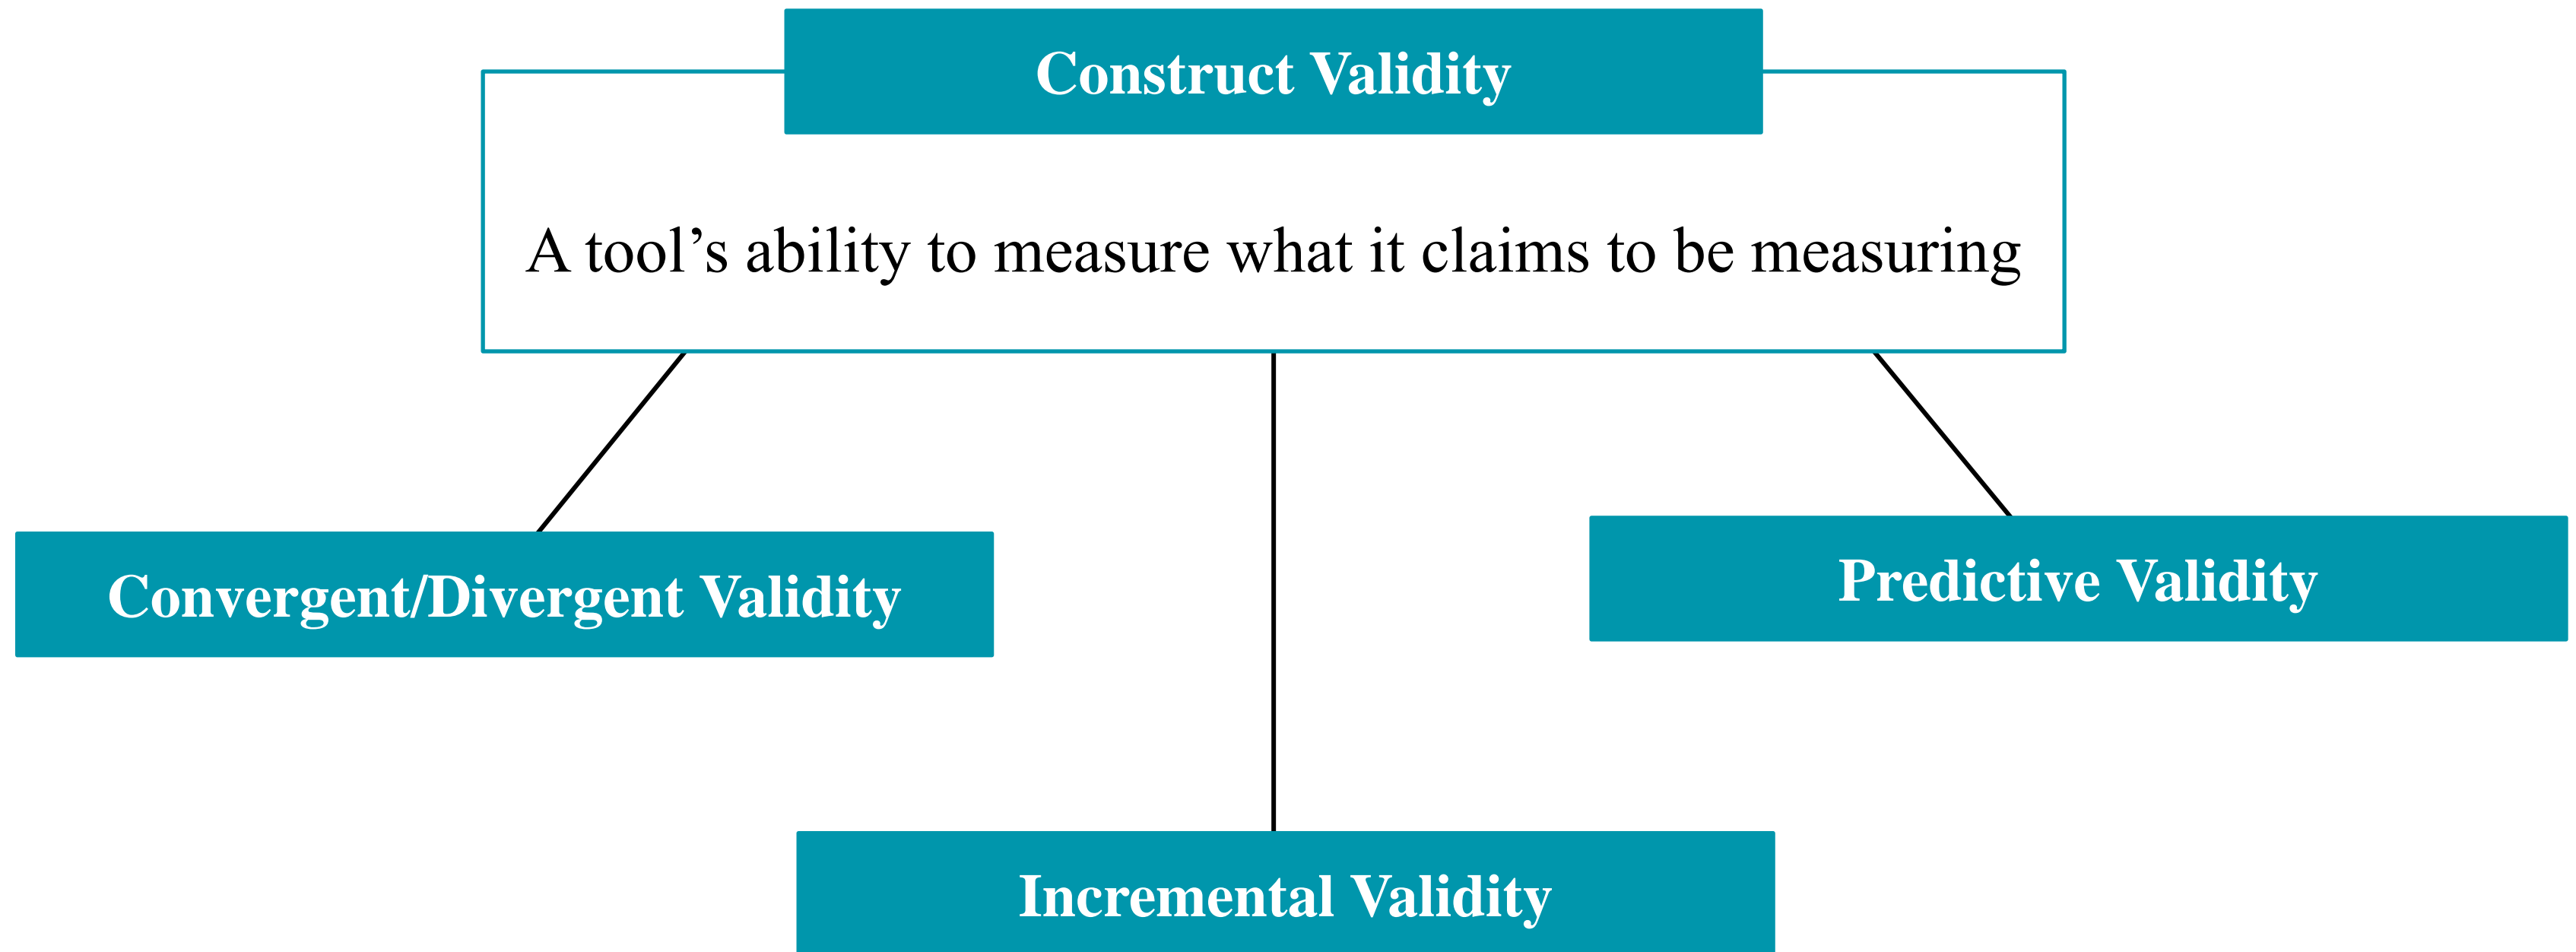 Construct Validity
A tool’s ability to measure what it claims to be measuring
Convergent/Divergent Validity
Predictive Validity
Incremental Validity